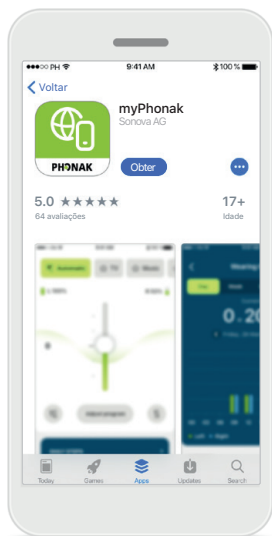 PH 9:41 AM 100 %
Voltar
myPhonak
Sonova AG
PHONAK
Obter
5.0 ★★★★★ 17+
64 avaliações Idade
Today Games Apps Updates Search